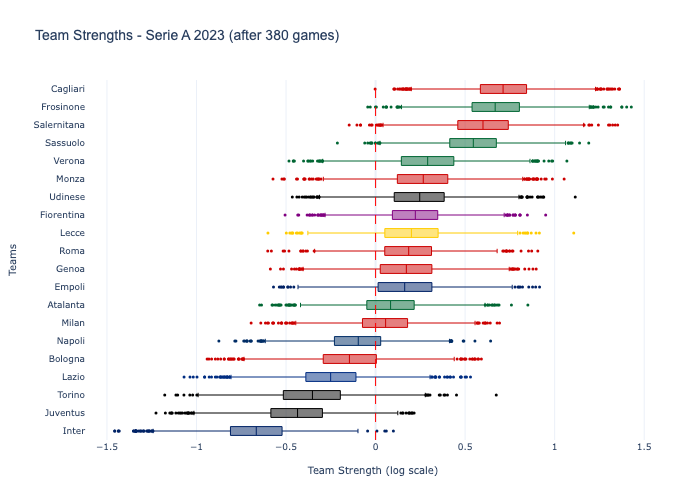 Team Strengths - Serie A 2023 (after 380 games)
Cagliari
Frosinone
Salernitana
Sassuolo
Verona
Monza
Udinese
Fiorentina
Lecce
Roma
Genoa
Empoli
Atalanta
Milan
Napoli
Bologna
Lazio
Torino
Juventus
Inter
Teams
−1.5 −1 −0.5 0 0.5 1 1.5
Team Strength (log scale)